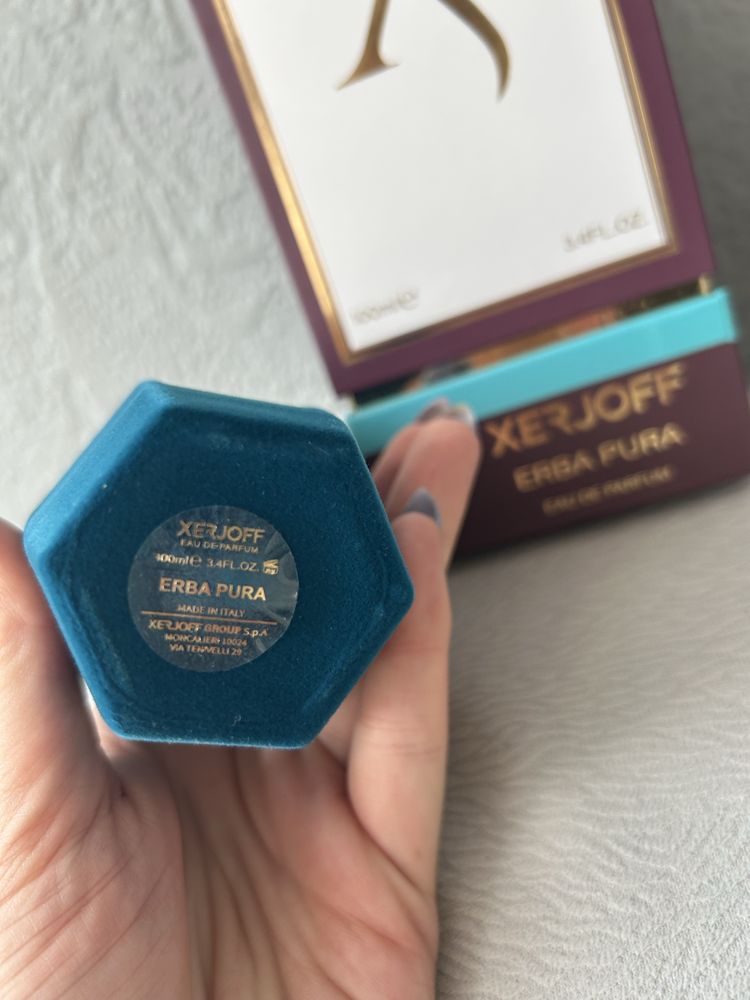 3.4FL.OZ.
100ml ℮
XERJOFF
ERBA PURA
EAU DE PARFUM
XERJOFF
EAU DE PARFUM
100ml ℮ 3.4FL.OZ.
ERBA PURA
MADE IN ITALY
XERJOFF GROUP S.p.A
MONCALIERI 10024
VIA TENIVELLI 29